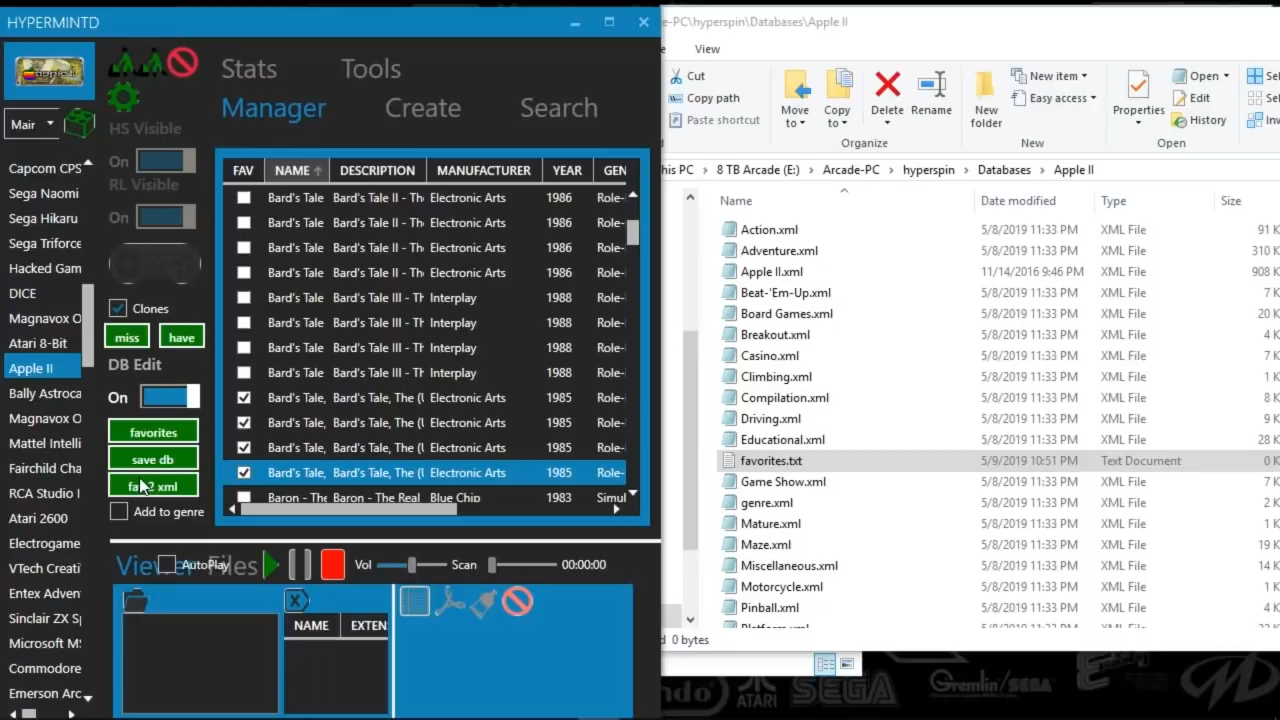 HYPERMINTD
Stats Tools
Manager Create Search
Mair
HS Visible
On
RL Visible
On
Clones
miss have
DB Edit
On
favorites
save db
Add to genre
Capcom CPS
Sega Naomi
Sega Hikaru
Sega Triforce
Hacked Gam
DICE
Magnavox O
Atari 8-Bit
Apple II
Bally Astroca
Magnavox O
Mattel Intelli
Fairchild Cha
RCA Studio I
Atari 2600
Electrogame
VTech Creati
Entex Adven
Sinclair ZX S
Microsoft M
Commodore
Emerson Arc
FAV NAME DESCRIPTION MANUFACTURER YEAR GEN
Bard's Tale Bard's Tale II - Th Electronic Arts 1986 Role-
Bard's Tale Bard's Tale II - Th Electronic Arts 1986 Role-
Bard's Tale Bard's Tale II - Th Electronic Arts 1986 Role-
Bard's Tale Bard's Tale II - Th Electronic Arts 1986 Role-
Bard's Tale Bard's Tale III - Th Interplay 1988 Role-
Bard's Tale Bard's Tale III - Th Interplay 1988 Role-
Bard's Tale Bard's Tale III - Th Interplay 1988 Role-
Bard's Tale Bard's Tale III - Th Interplay 1988 Role-
Bard's Tale, Bard's Tale, The (U Electronic Arts 1985 Role-
Bard's Tale, Bard's Tale, The (U Electronic Arts 1985 Role-
Bard's Tale, Bard's Tale, The (U Electronic Arts 1985 Role-
Bard's Tale, Bard's Tale, The (U Electronic Arts 1985 Role-
Baron - The Baron - The Real Blue Chip 1983 Simul
Viewer Files
AutoPlay Vol Scan 00:00:00
NAME EXTEN
e-PC\hyperspin\Databases\Apple II
View
Cut
Copy path
Paste shortcut
Move to
Copy to
Delete
Rename
New folder
New item
Easy access
Properties
Open
Edit
History
Organize New Open
his PC 8 TB Arcade (E:) Arcade-PC hyperspin Databases Apple II
Name Date modified Type Size
Action.xml 5/8/2019 11:33 PM XML File 91 K
Adventure.xml 5/8/2019 11:33 PM XML File 310 K
Apple II.xml 11/14/2016 9:46 PM XML File 908 K
Beat-'Em-Up.xml 5/8/2019 11:33 PM XML File 7 K
Board Games.xml 5/8/2019 11:33 PM XML File 20 K
Breakout.xml 5/8/2019 11:33 PM XML File 4 K
Casino.xml 5/8/2019 11:33 PM XML File 7 K
Climbing.xml 5/8/2019 11:33 PM XML File 7 K
Compilation.xml 5/8/2019 11:33 PM XML File 8 K
Driving.xml 5/8/2019 11:33 PM XML File 9 K
Educational.xml 5/8/2019 11:33 PM XML File 28 K
favorites.txt 5/9/2019 10:51 PM Text Document 0 K
Game Show.xml 5/8/2019 11:33 PM XML File 7 K
genre.xml 5/8/2019 11:33 PM XML File 2 K
Mature.xml 5/8/2019 11:33 PM XML File 1 K
Maze.xml 5/8/2019 11:33 PM XML File 19 K
Miscellaneous.xml 5/8/2019 11:33 PM XML File 14 K
Motorcycle.xml 5/8/2019 11:33 PM XML File 1 K
Pinball.xml 5/8/2019 11:33 PM XML File 4 K
0 bytes
ATARI SEGA Gremlin/SEGA